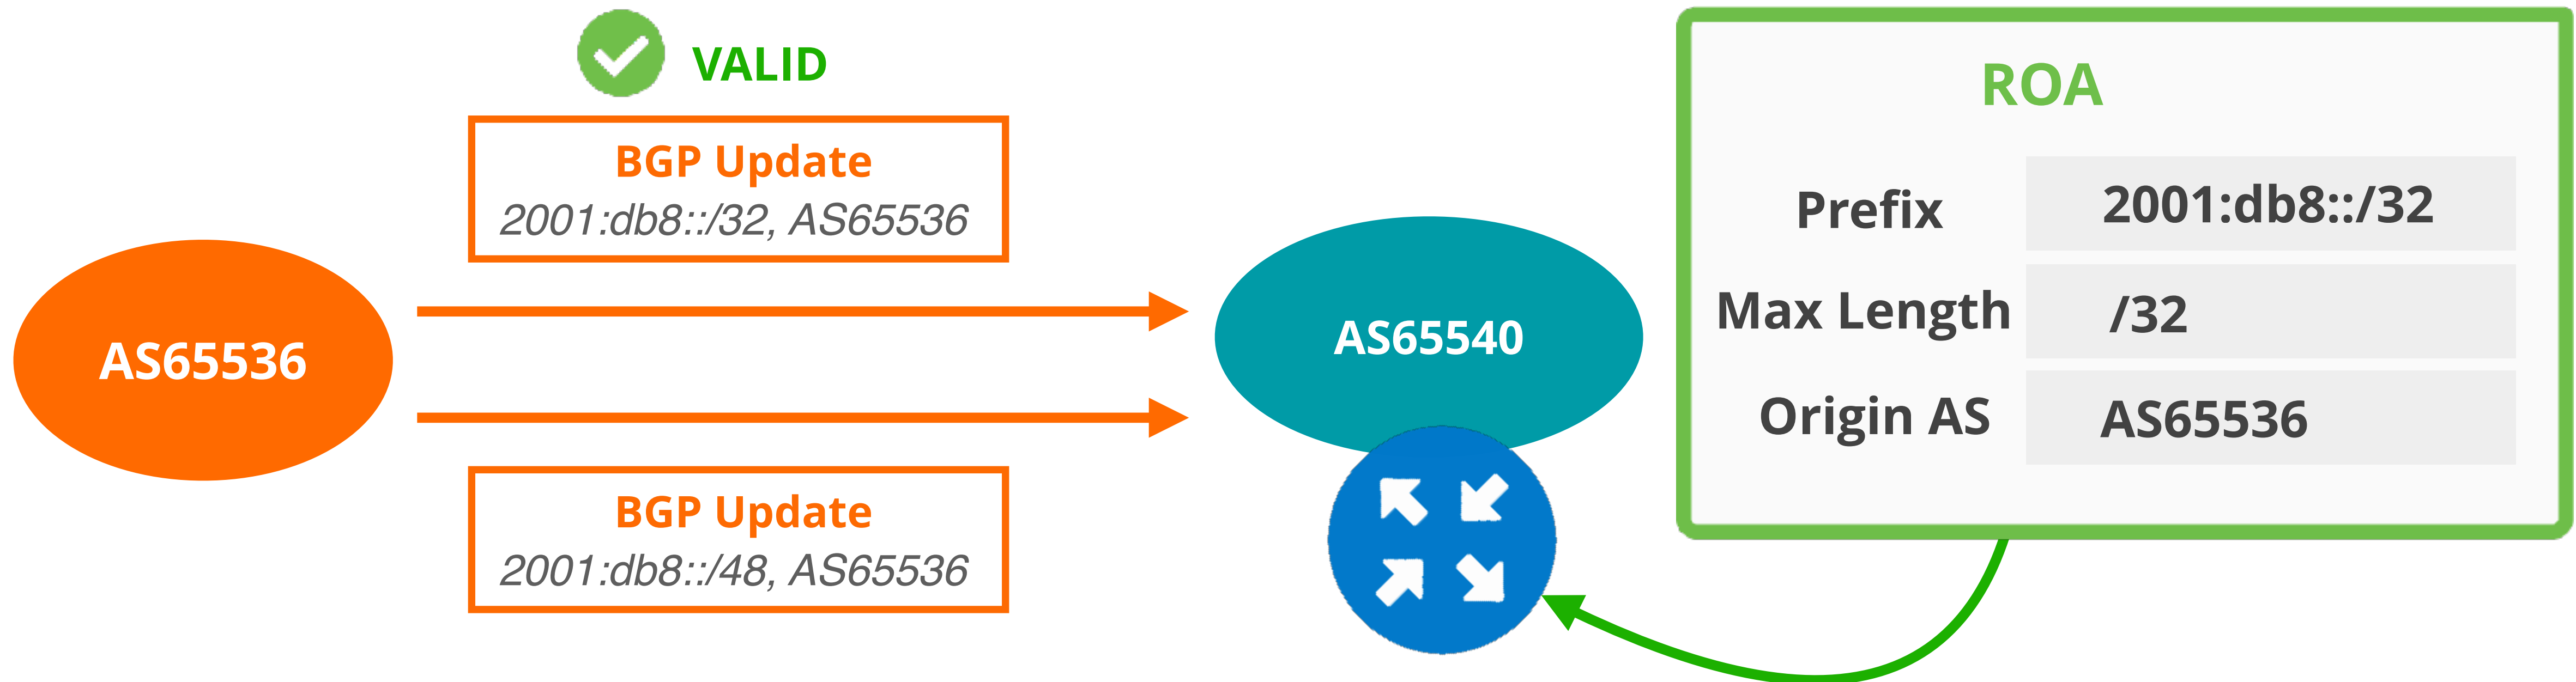 VALID
BGP Update
2001:db8::/32, AS65536
AS65536
BGP Update
2001:db8::/48, AS65536
AS65540
ROA
Prefix 2001:db8::/32
Max Length /32
Origin AS AS65536